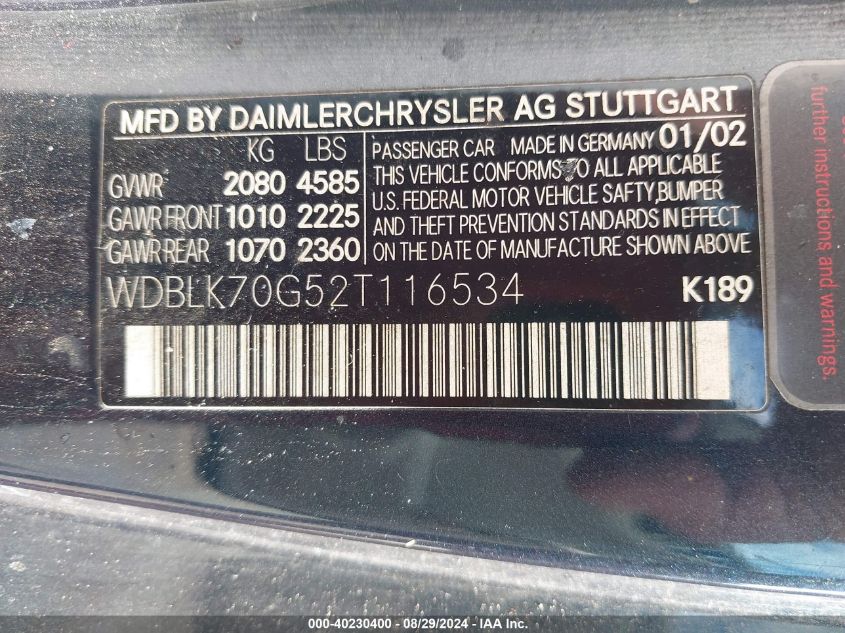 MFD BY DAIMLERCHRYSLER AG STUTTGART
KG LBS
GVWR 2080 4585
GAWR FRONT 1010 2225
GAWR REAR 1070 2360
PASSENGER CAR MADE IN GERMANY 01/02
THIS VEHICLE CONFORMS TO ALL APPLICABLE
U.S. FEDERAL MOTOR VEHICLE SAFTY,BUMPER
AND THEFT PREVENTION STANDARDS IN EFFECT
ON THE DATE OF MANUFACTURE SHOWN ABOVE
WDBLK70G52T116534 K189
further instructions and warnings.
000-40230400 - 08/29/2024 - IAA Inc.